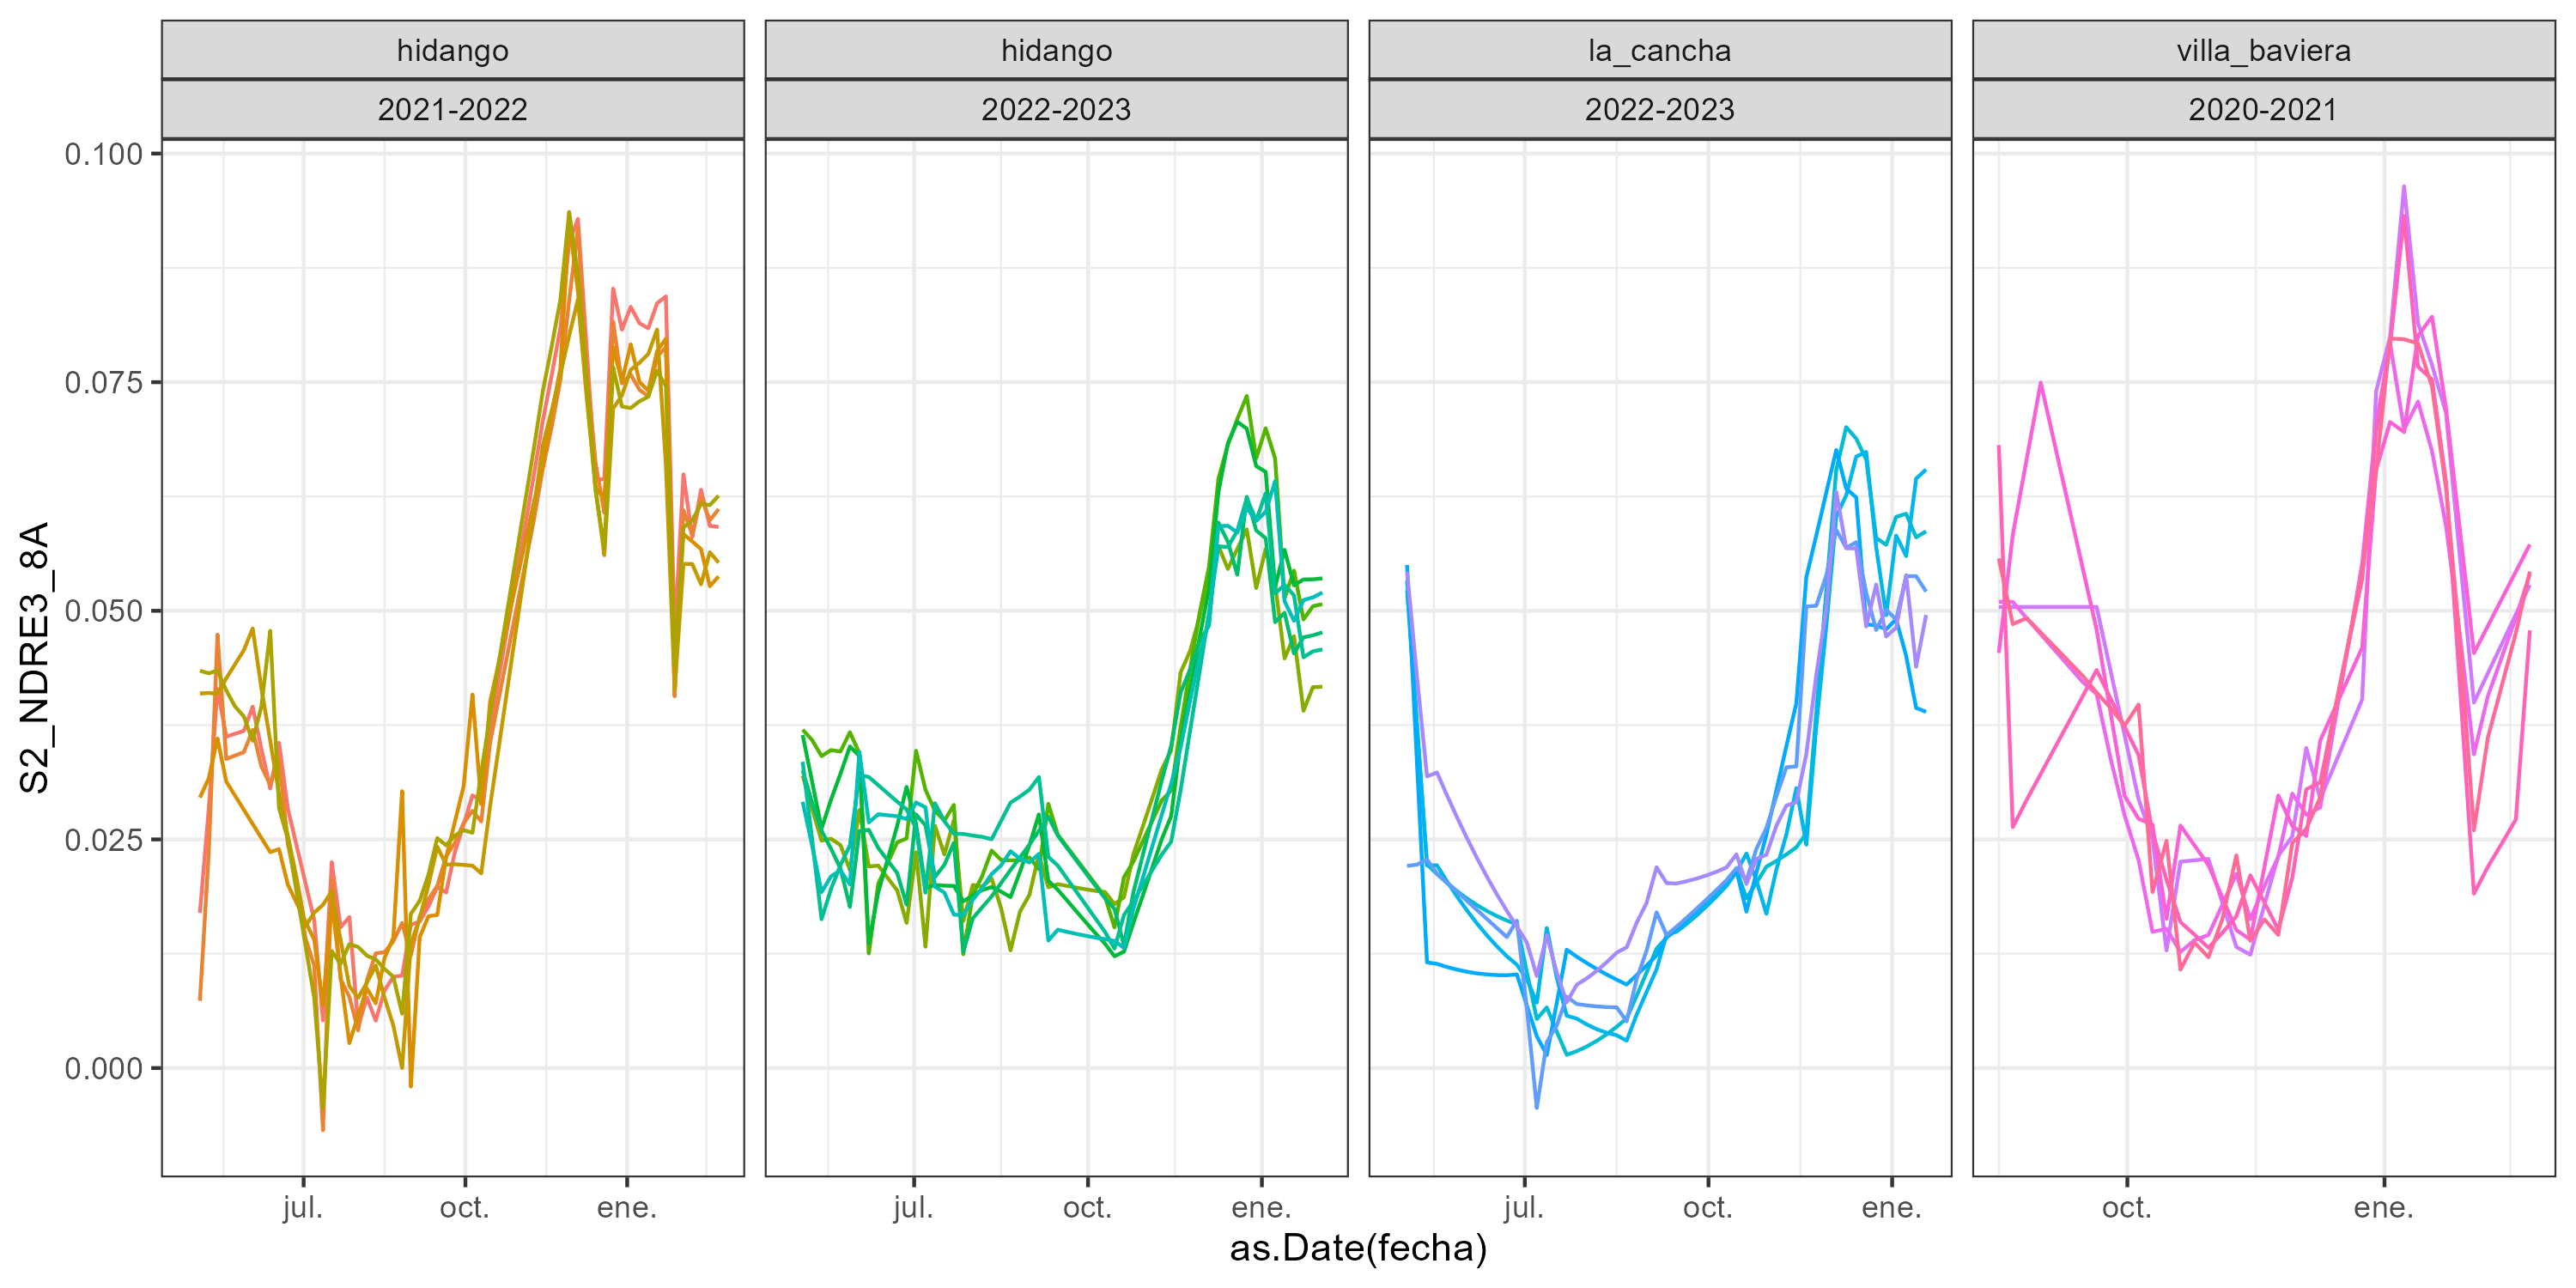 hidango
2021-2022
hidango
2022-2023
la_cancha
2022-2023
villa_baviera
2020-2021
S2_NDRE3_8A
0.100
0.075
0.050
0.025
0.000
jul. oct. ene.
jul. oct. ene.
jul. oct. ene.
oct. ene.
as.Date(fecha)